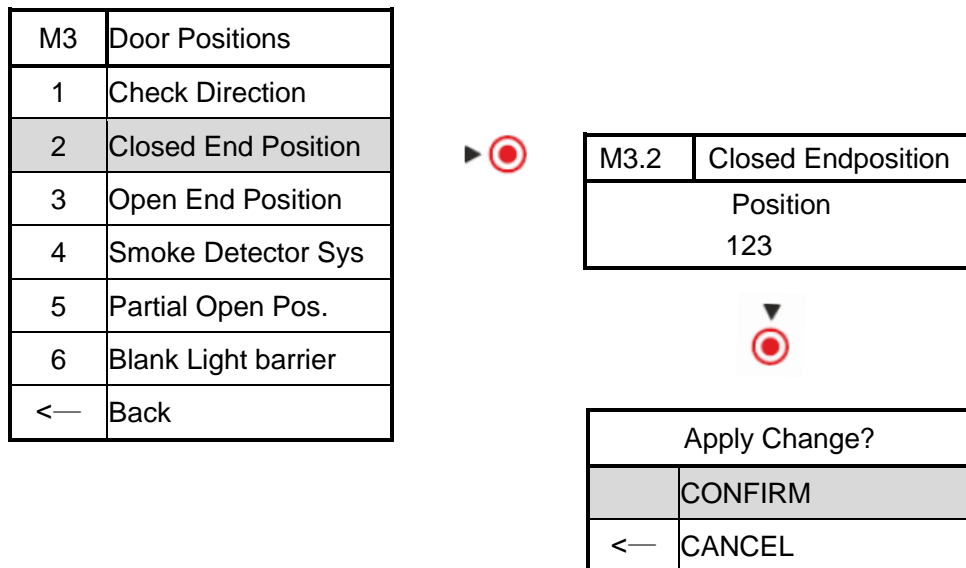 M3 Door Positions
1 Check Direction
2 Closed End Position
3 Open End Position
4 Smoke Detector Sys
5 Partial Open Pos.
6 Blank Light barrier
<— Back
M3.2 Closed Endposition
Position
123
Apply Change?
CONFIRM
<— CANCEL